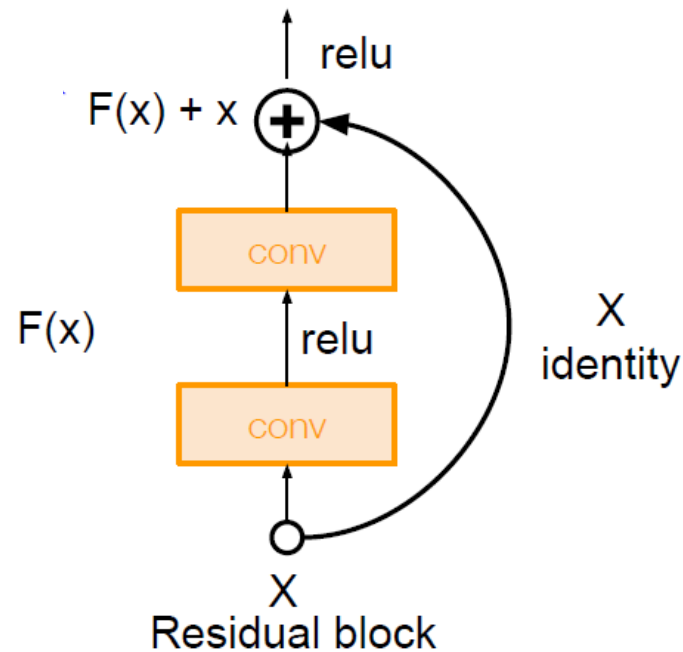 relu
F(x) + x
conv
F(x)
relu
X
identity
conv
X
Residual block